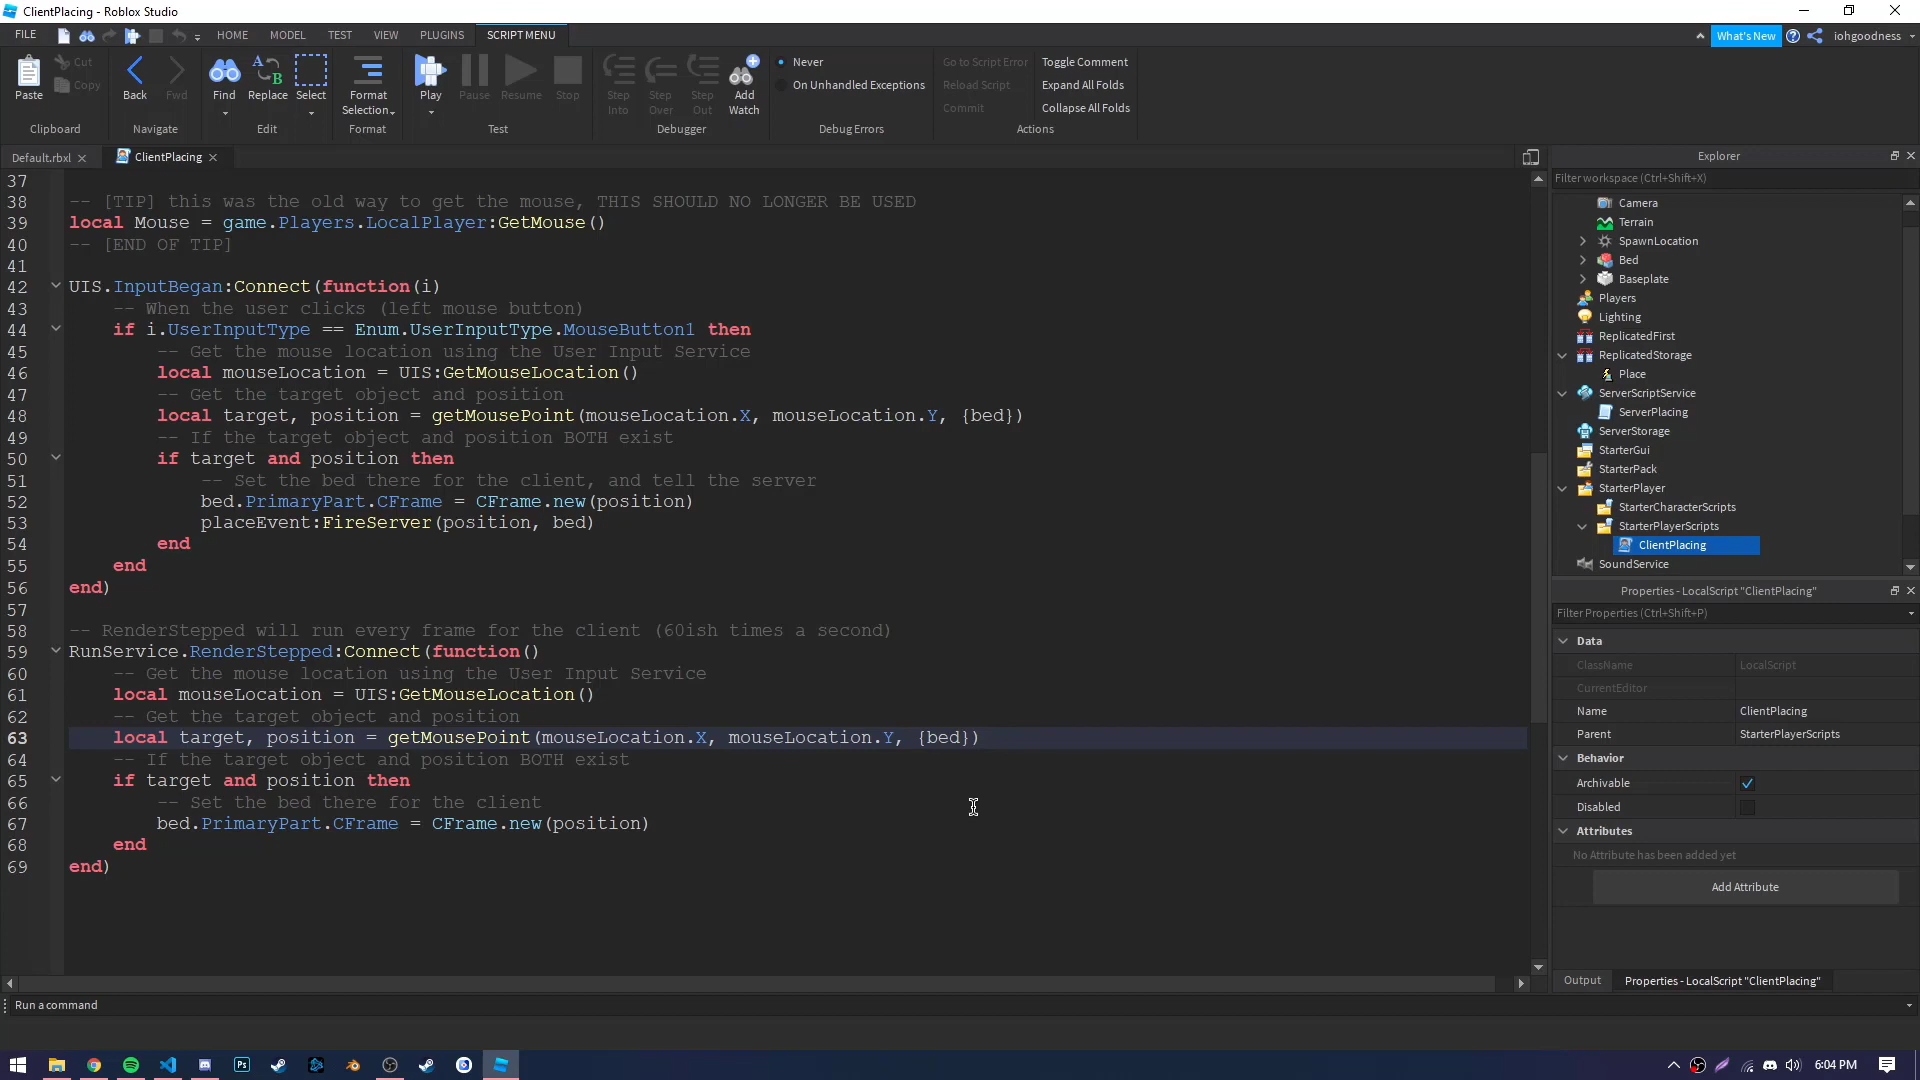 ClientPlacing - Roblox Studio
FILE HOME MODEL TEST VIEW PLUGINS SCRIPT MENU What's New iohgoodness
Paste Cut Copy Back Fwd Find Replace Select Format Selection Play Pause Resume Stop Step Into Step Over Step Out Add Watch
Never
On Unhandled Exceptions
Go to Script Error
Reload Script...
Commit
Toggle Comment
Expand All Folds
Collapse All Folds
Clipboard Navigate Edit Format Test Debugger Debug Errors Actions
Default.rbxl ClientPlacing
37
38 -- [TIP] this was the old way to get the mouse, THIS SHOULD NO LONGER BE USED
39 local Mouse = game.Players.LocalPlayer:GetMouse()
40 -- [END OF TIP]
41
42 UIS.InputBegan:Connect(function(i)
43 -- When the user clicks (left mouse button)
44 if i.UserInputType == Enum.UserInputType.MouseButton1 then
45 -- Get the mouse location using the User Input Service
46 local mouseLocation = UIS:GetMouseLocation()
47 -- Get the target object and position
48 local target, position = getMousePoint(mouseLocation.X, mouseLocation.Y, {bed})
49 -- If the target object and position BOTH exist
50 if target and position then
51 -- Set the bed there for the client, and tell the server
52 bed.PrimaryPart.CFrame = CFrame.new(position)
53 placeEvent:FireServer(position, bed)
54 end
55 end
56 end)
57
58 -- RenderStepped will run every frame for the client (60ish times a second)
59 RunService.RenderStepped:Connect(function()
60 -- Get the mouse location using the User Input Service
61 local mouseLocation = UIS:GetMouseLocation()
62 -- Get the target object and position
63 local target, position = getMousePoint(mouseLocation.X, mouseLocation.Y, {bed})
64 -- If the target object and position BOTH exist
65 if target and position then
66 -- Set the bed there for the client
67 bed.PrimaryPart.CFrame = CFrame.new(position)
68 end
69 end)
Explorer
Filter workspace (Ctrl+Shift+X)
Camera
Terrain
SpawnLocation
Bed
Baseplate
Players
Lighting
ReplicatedFirst
ReplicatedStorage
Place
ServerScriptService
ServerPlacing
ServerStorage
StarterGui
StarterPack
StarterPlayer
StarterCharacterScripts
StarterPlayerScripts
ClientPlacing
SoundService
Properties - LocalScript "ClientPlacing"
Filter Properties (Ctrl+Shift+P)
Data
ClassName LocalScript
CurrentEditor
Name ClientPlacing
Parent StarterPlayerScripts
Behavior
Archivable
Disabled
Attributes
No Attribute has been added yet
Add Attribute
Output Properties - LocalScript "ClientPlacing"
Run a command
Ps 6:04 PM